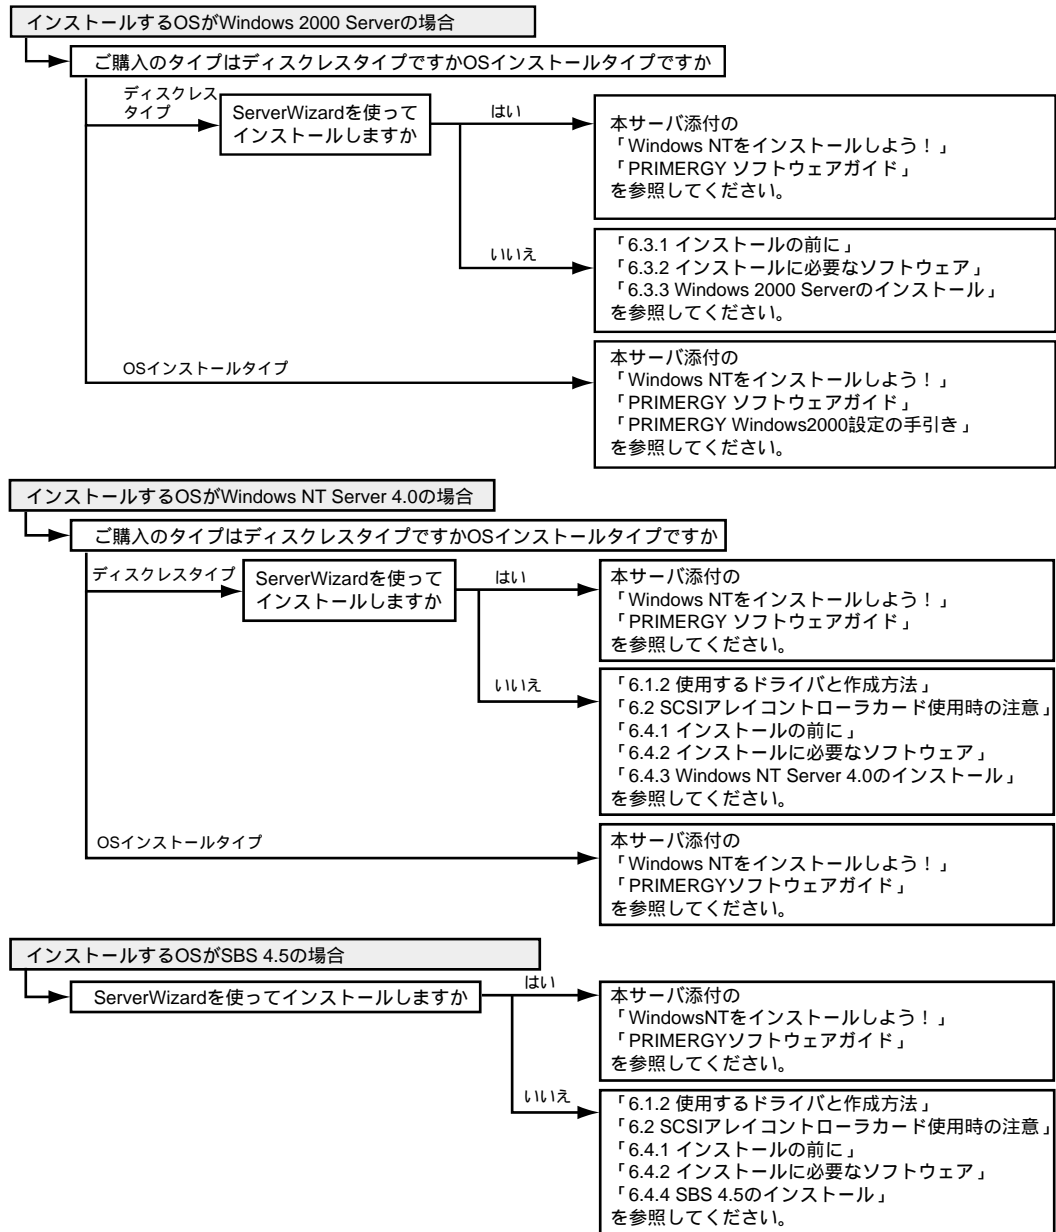 インストールするOSがWindows 2000 Serverの場合
ご購入のタイプはディスクレスタイプですかOSインストールタイプですか
ディスクレス
タイプ
ServerWizardを使って
インストールしますか
はい
本サーバ添付の
「Windows NTをインストールしよう！」
「PRIMERGY ソフトウェアガイド」
を参照してください。
いいえ
「6.3.1 インストールの前に」
「6.3.2 インストールに必要なソフトウェア」
「6.3.3 Windows 2000 Serverのインストール」
を参照してください。
OSインストールタイプ
本サーバ添付の
「Windows NTをインストールしよう！」
「PRIMERGY ソフトウェアガイド」
「PRIMERGY Windows2000設定の手引き」
を参照してください。
インストールするOSがWindows NT Server 4.0の場合
ご購入のタイプはディスクレスタイプですかOSインストールタイプですか
ディスクレスタイプ
ServerWizardを使って
インストールしますか
はい
本サーバ添付の
「Windows NTをインストールしよう！」
「PRIMERGY ソフトウェアガイド」
を参照してください。
いいえ
「6.1.2 使用するドライバと作成方法」
「6.2 SCSIアレイコントローラカード使用時の注意」
「6.4.1 インストールの前に」
「6.4.2 インストールに必要なソフトウェア」
「6.4.3 Windows NT Server 4.0のインストール」
を参照してください。
OSインストールタイプ
本サーバ添付の
「Windows NTをインストールしよう！」
「PRIMERGYソフトウェアガイド」
を参照してください。
インストールするOSがSBS 4.5の場合
ServerWizardを使ってインストールしますか
はい
本サーバ添付の
「WindowsNTをインストールしよう！」
「PRIMERGYソフトウェアガイド」
を参照してください。
いいえ
「6.1.2 使用するドライバと作成方法」
「6.2 SCSIアレイコントローラカード使用時の注意」
「6.4.1 インストールの前に」
「6.4.2 インストールに必要なソフトウェア」
「6.4.4 SBS 4.5のインストール」
を参照してください。